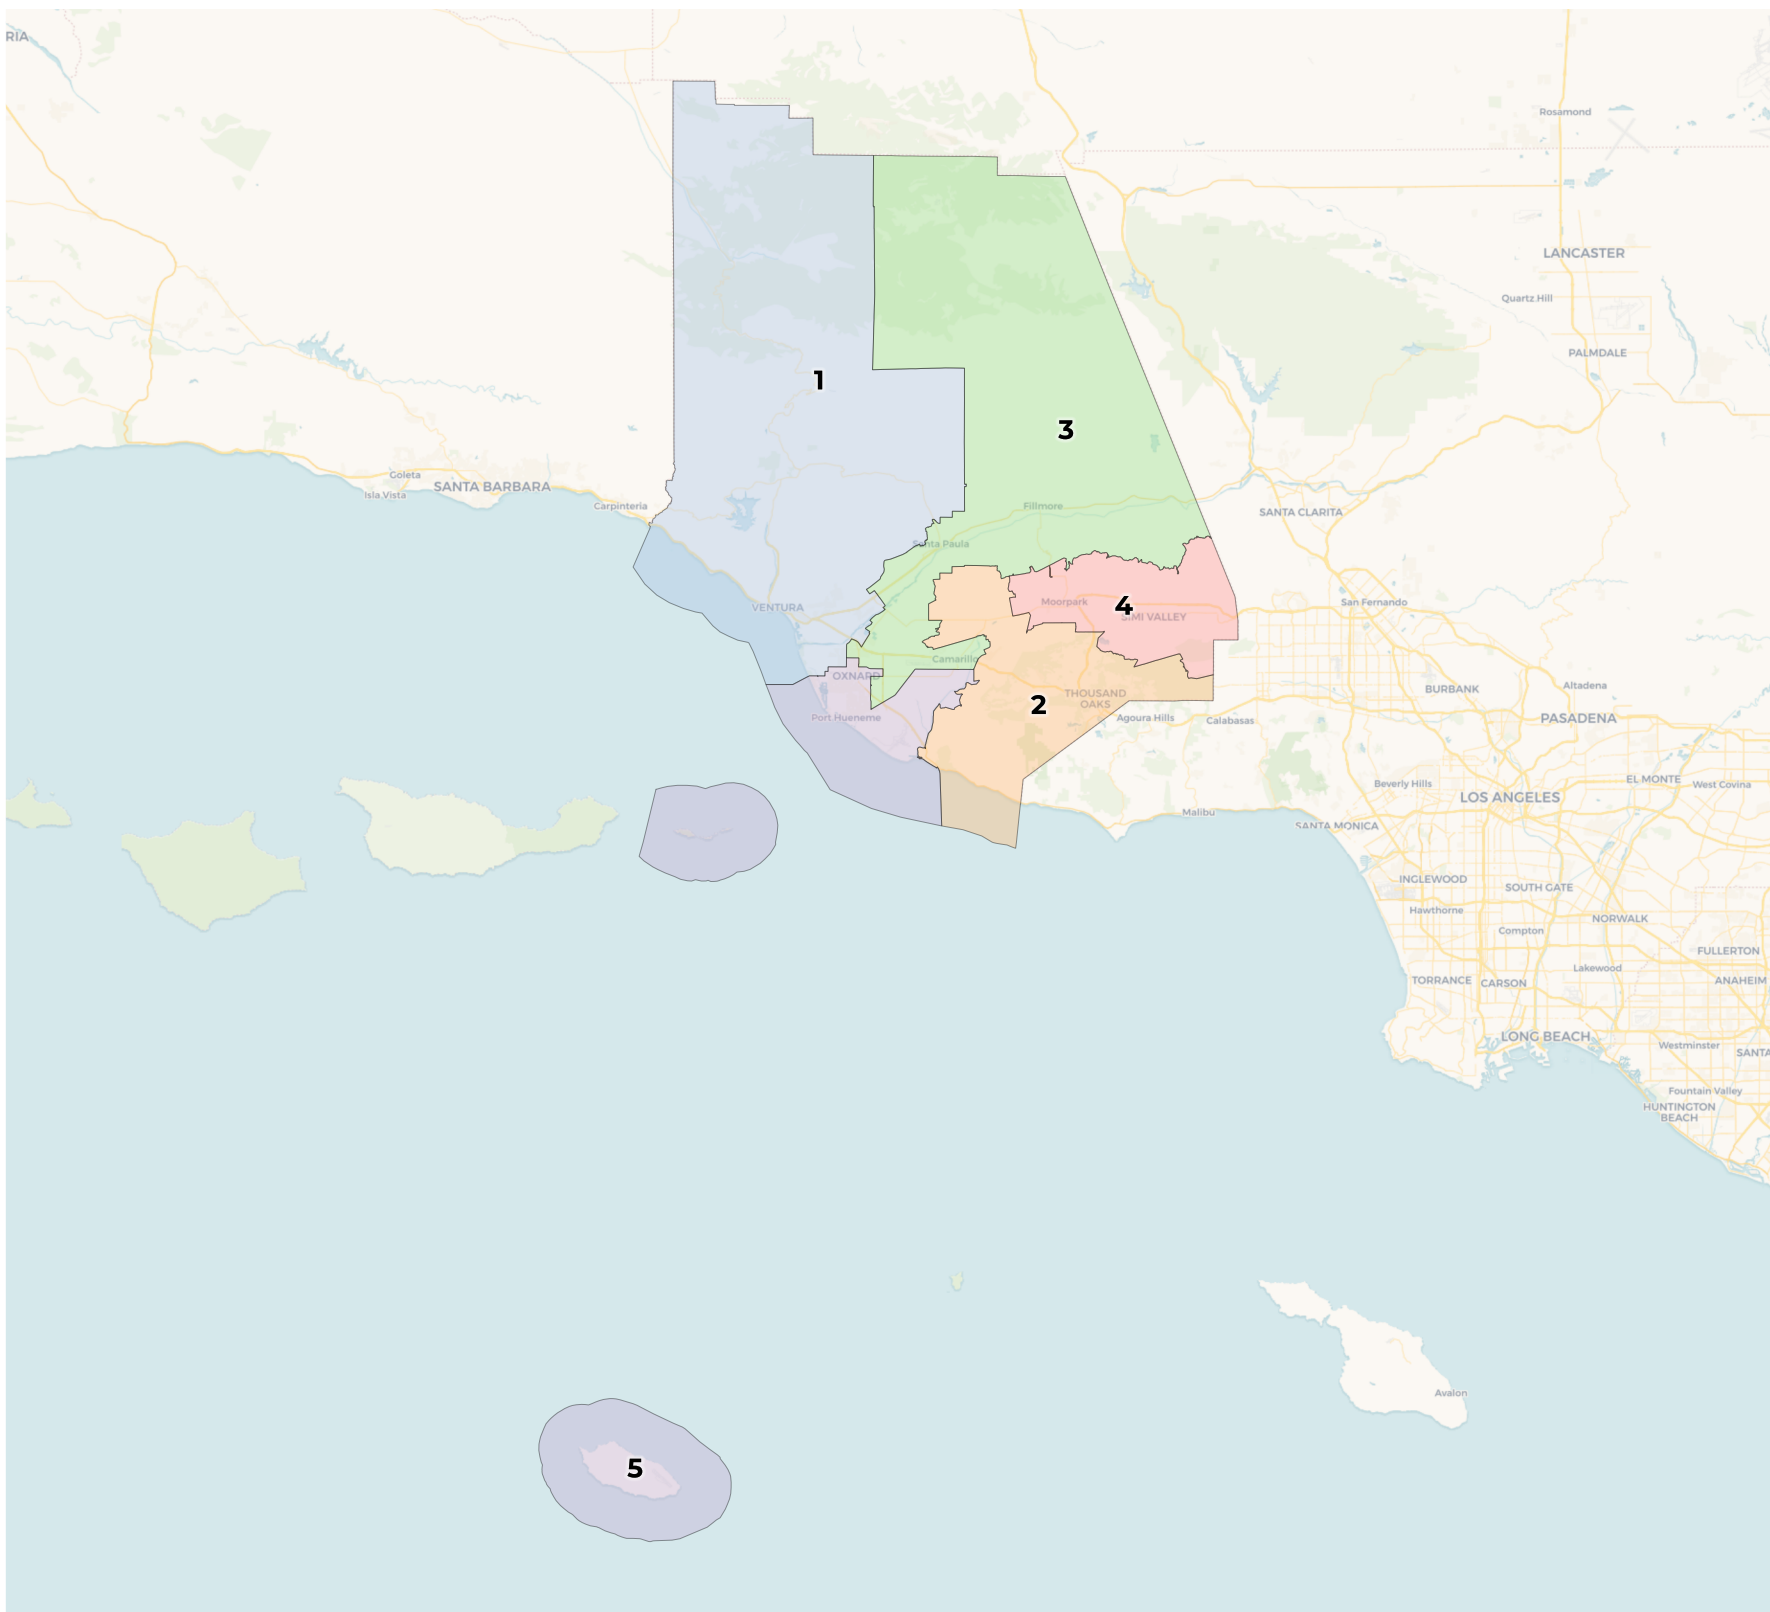 RIA
Rosamond
LANCASTER
Quartz Hill
PALMDALE
1
3
Goleta
SANTA BARBARA
Isla Vista
Carpinteria
Fillmore
SANTA CLARITA
Santa Paula
VENTURA
Moorpark
4
SIMI VALLEY
San Fernando
Camarillo
OXNARD
THOUSAND
OAKS
2
Port Hueneme
Agoura Hills
Calabasas
BURBANK
Altadena
PASADENA
Beverly Hills
EL MONTE
West Covina
LOS ANGELES
Malibu
SANTA MONICA
INGLEWOOD
SOUTH GATE
Hawthorne
NORWALK
Compton
FULLERTON
Lakewood
TORRANCE
CARSON
ANAHEIM
LONG BEACH
Westminster
SANTA
Fountain Valley
HUNTINGTON
BEACH
Avalon
5